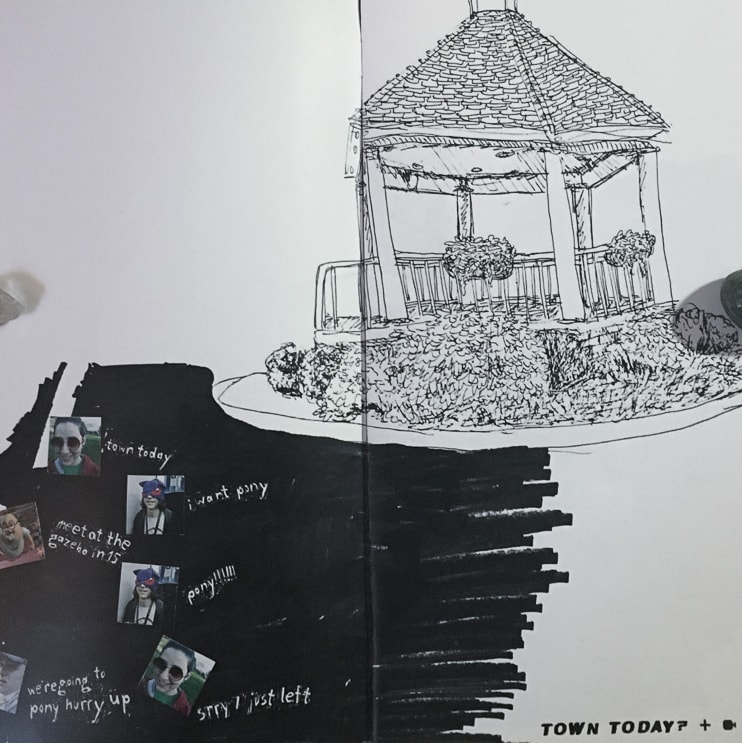 town today
i want pony
meet at the
gazebo in 15
pony!!!!!!
we're going to
pony hurry up
srry I just left
TOWN TODAY? +